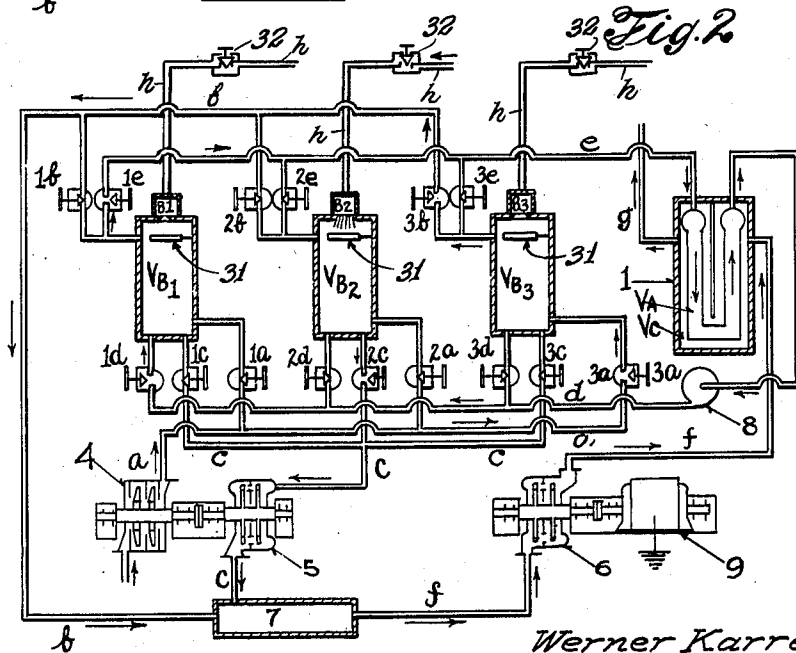 b
Fig. 2
32 h 32 32
h b h h h h
e
1b 1e 2b 2e 3b 3e
B1 B2 B3
g
31 31 31
VB1 VB2 VB3
1
VA
VC
1d 1c 1a 2d 2c 2a 3d 3c 3a 3a
d
8
4 a c c c f
5 6 9
c
7
f
b
Werner Karre